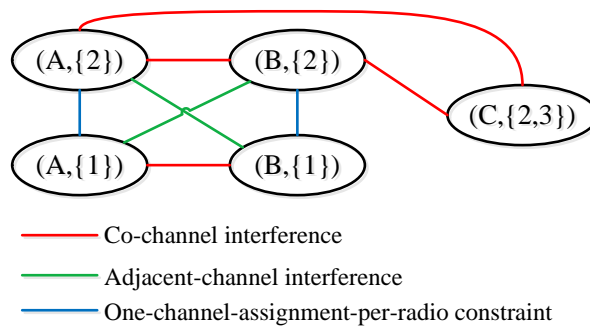 (A,{2})
(B,{2})
(C,{2,3})
(A,{1})
(B,{1})
Co-channel interference
Adjacent-channel interference
One-channel-assignment-per-radio constraint